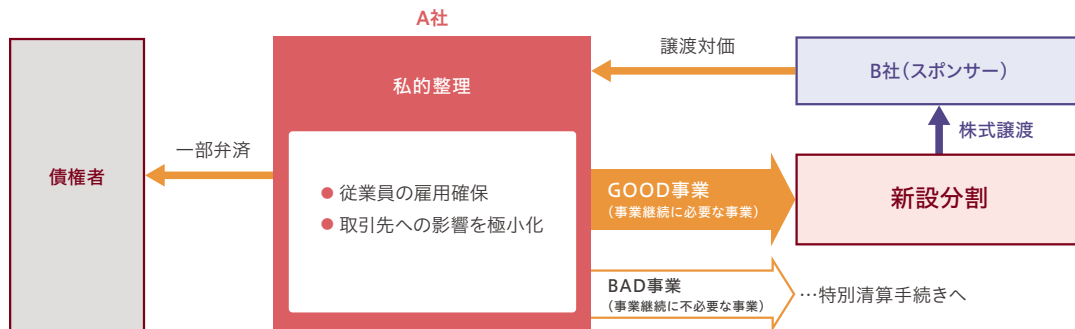 A社
債権者
一部弁済
私的整理
● 従業員の雇用確保
● 取引先への影響を極小化
譲渡対価
B社（スポンサー）
株式譲渡
GOOD事業
（事業継続に必要な事業）
新設分割
BAD事業
（事業継続に不必要な事業）
…特別清算手続きへ